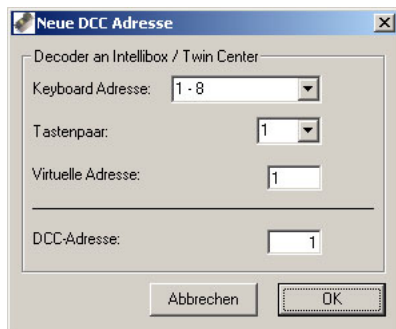 Neue DCC Adresse
Decoder an Intellibox / Twin Center
Keyboard Adresse: 1 - 8
Tastenpaar: 1
Virtuelle Adresse: 1
DCC-Adresse: 1
Abbrechen OK